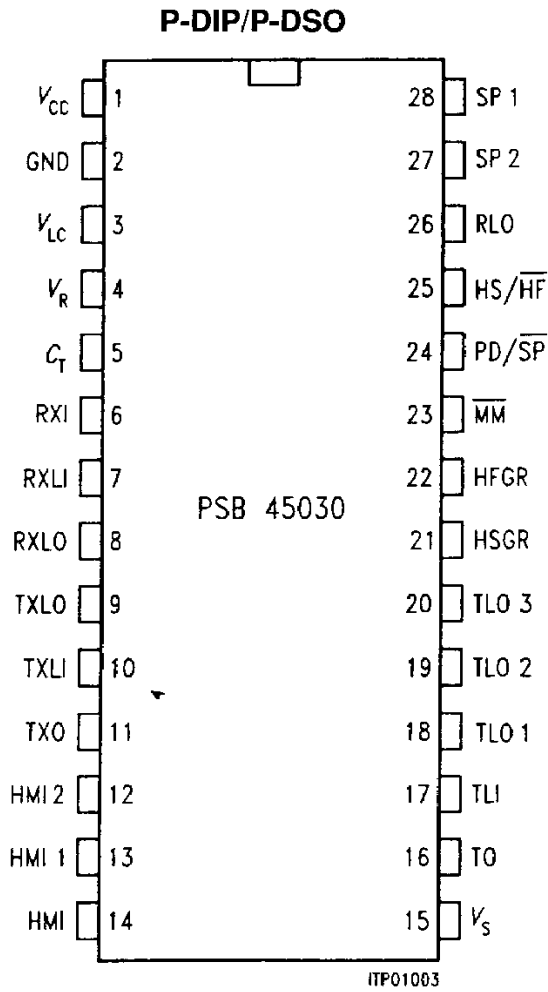 P-DIP/P-DSO
V_CC 1 28 SP 1
GND 2 27 SP 2
V_LC 3 26 RLO
V_R 4 25 HS/H̅F̅
C_T 5 24 PD/S̅P̅
RXI 6 23 M̅M̅
RXLI 7 22 HFGR
PSB 45030
RXLO 8 21 HSGR
TXLO 9 20 TLO 3
TXLI 10 19 TLO 2
TXO 11 18 TLO 1
HMI 2 12 17 TLI
HMI 1 13 16 TO
HMI 14 15 V_S
ITP01003